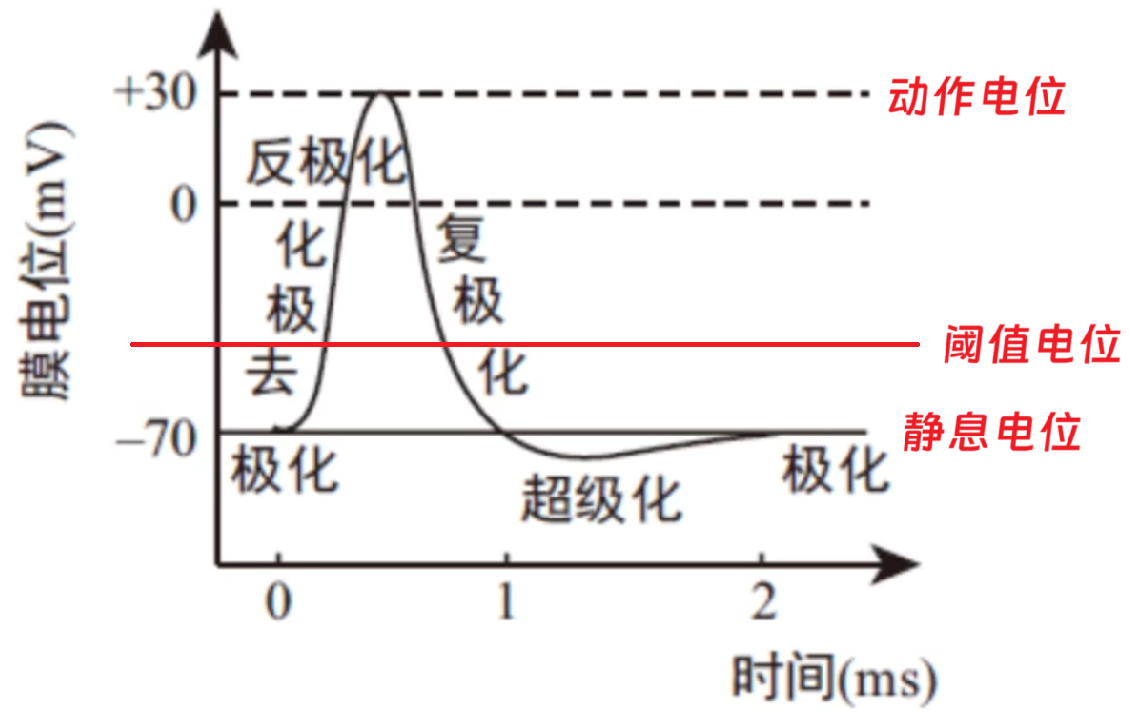 +30
动作电位
反极化
0
去极化
复极化
阈值电位
-70
静息电位
极化
超级化
极化
膜电位(mV)
0
1
2
时间(ms)